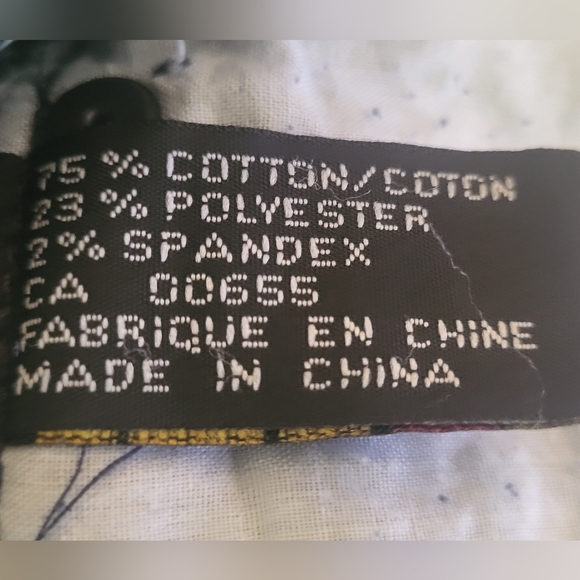 75 % COTTON/COTON
23 % POLYESTER
2 % SPANDEX
CA 00655
FABRIQUE EN CHINE
MADE IN CHINA